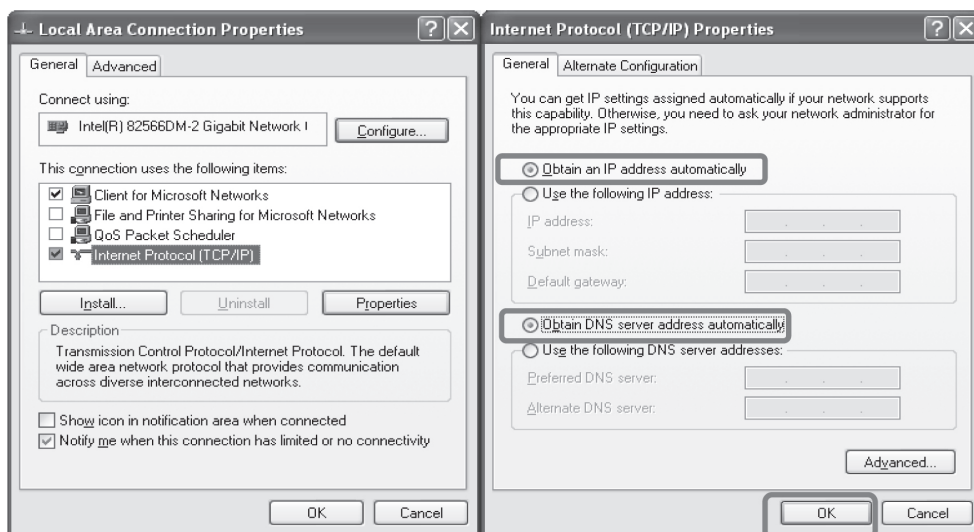 Local Area Connection Properties
General Advanced
Connect using:
Intel(R) 82566DM-2 Gigabit Network
Configure...
This connection uses the following items:
Client for Microsoft Networks
File and Printer Sharing for Microsoft Networks
QoS Packet Scheduler
Internet Protocol (TCP/IP)
Install... Uninstall Properties
Description
Transmission Control Protocol/Internet Protocol. The default
wide area network protocol that provides communication
across diverse interconnected networks.
Show icon in notification area when connected
Notify me when this connection has limited or no connectivity
OK Cancel
Internet Protocol (TCP/IP) Properties
General Alternate Configuration
You can get IP settings assigned automatically if your network supports
this capability. Otherwise, you need to ask your network administrator for
the appropriate IP settings.
Obtain an IP address automatically
Use the following IP address:
IP address:
Subnet mask:
Default gateway:
Obtain DNS server address automatically
Use the following DNS server addresses:
Preferred DNS server:
Alternate DNS server:
Advanced...
OK Cancel